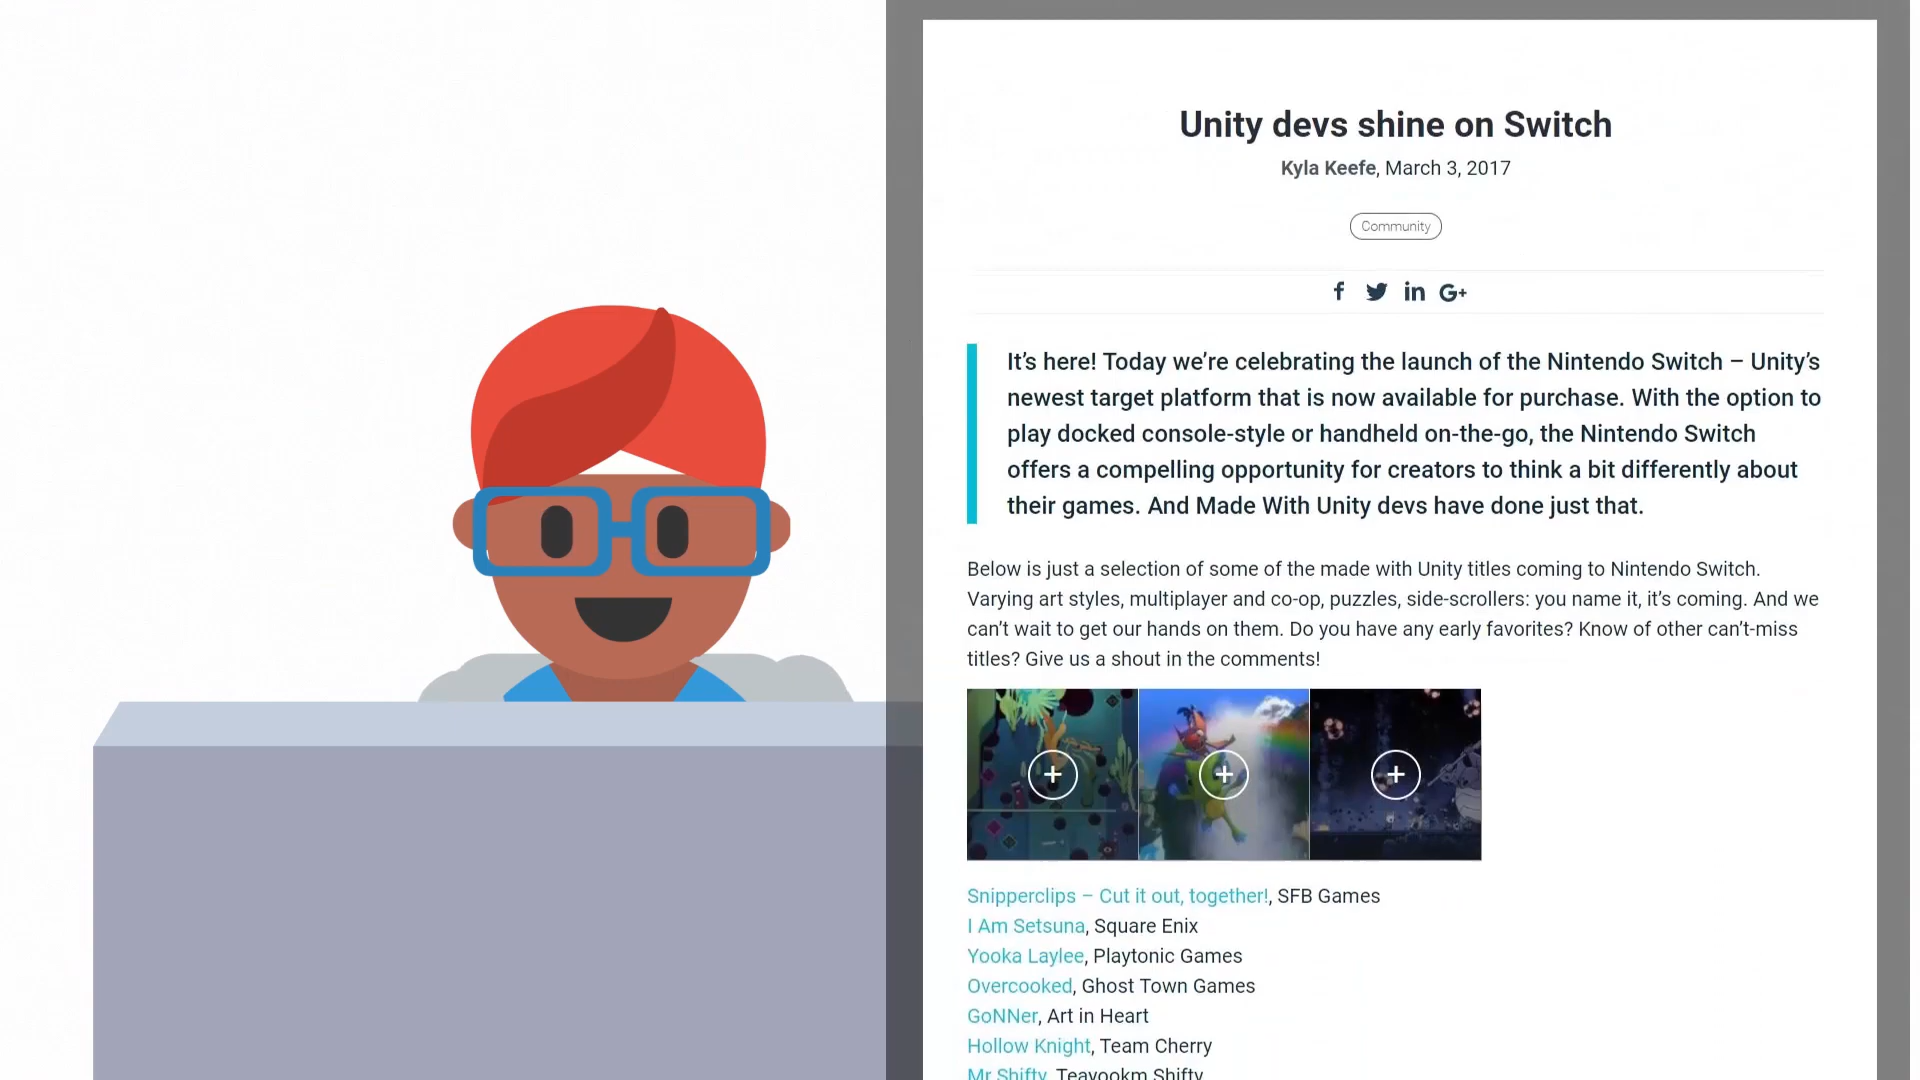 Unity devs shine on Switch
Kyla Keefe, March 3, 2017
Community
f in G+
It’s here! Today we’re celebrating the launch of the Nintendo Switch – Unity’s
newest target platform that is now available for purchase. With the option to
play docked console-style or handheld on-the-go, the Nintendo Switch
offers a compelling opportunity for creators to think a bit differently about
their games. And Made With Unity devs have done just that.
Below is just a selection of some of the made with Unity titles coming to Nintendo Switch.
Varying art styles, multiplayer and co-op, puzzles, side-scrollers: you name it, it’s coming. And we
can’t wait to get our hands on them. Do you have any early favorites? Know of other can’t-miss
titles? Give us a shout in the comments!
Snipperclips – Cut it out, together!, SFB Games
I Am Setsuna, Square Enix
Yooka Laylee, Playtonic Games
Overcooked, Ghost Town Games
GoNNer, Art in Heart
Hollow Knight, Team Cherry
Mr Shifty, Shifty